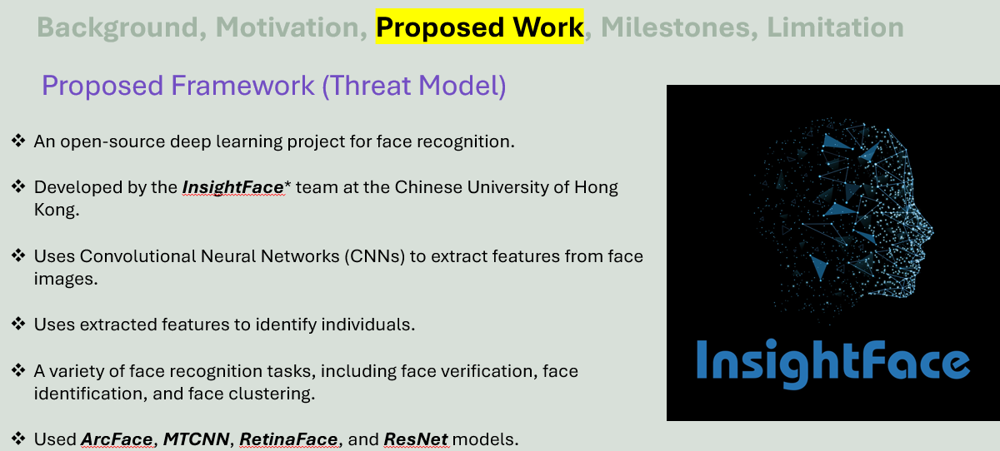 Background, Motivation, Proposed Work, Milestones, Limitation
Proposed Framework (Threat Model)
❖ An open-source deep learning project for face recognition.
❖ Developed by the InsightFace* team at the Chinese University of Hong
Kong.
❖ Uses Convolutional Neural Networks (CNNs) to extract features from face
images.
❖ Uses extracted features to identify individuals.
❖ A variety of face recognition tasks, including face verification, face
identification, and face clustering.
❖ Used ArcFace, MTCNN, RetinaFace, and ResNet models.
InsightFace